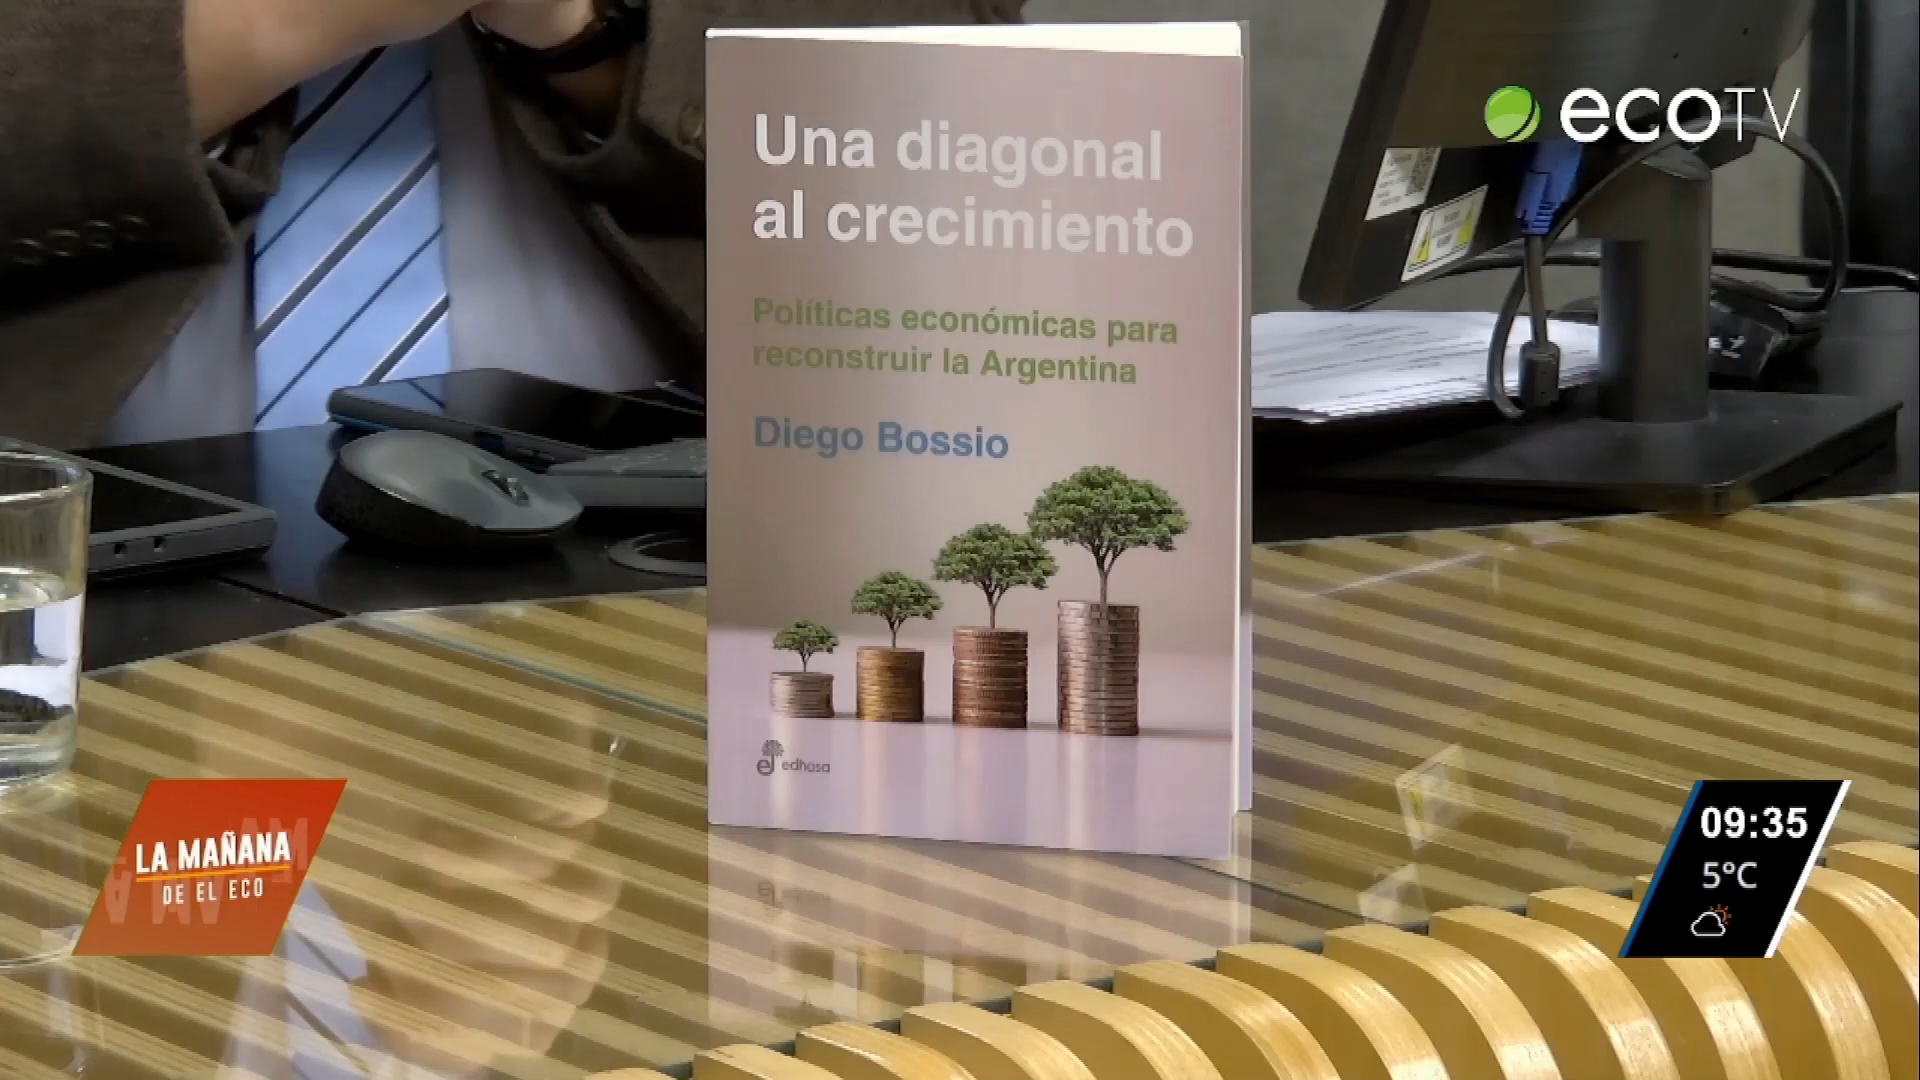 ecoTV
Una diagonal
al crecimiento
Políticas económicas para
reconstruir la Argentina
Diego Bossio
edhasa
LA MAÑANA
DE EL ECO
09:35
5°C